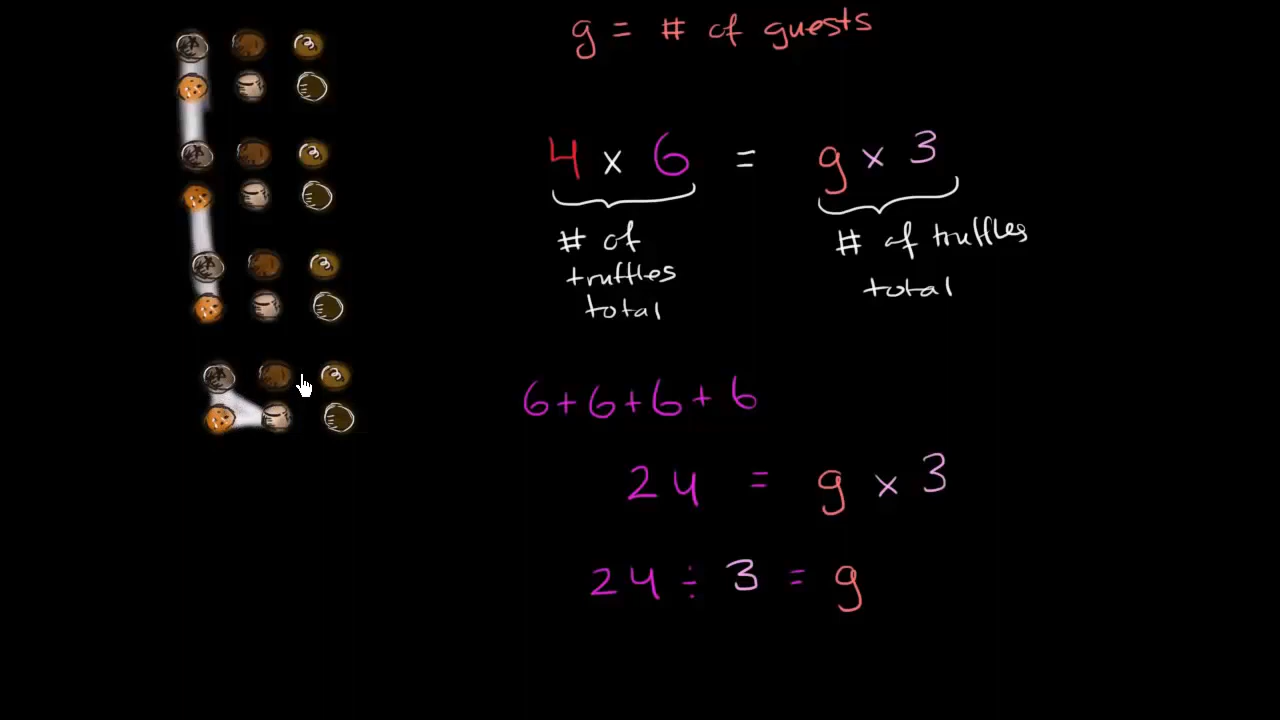 g = # of guests
4 x 6 = g x 3
# of truffles total
# of truffles total
6+6+6+6
24 = g x 3
24 ÷ 3 = g